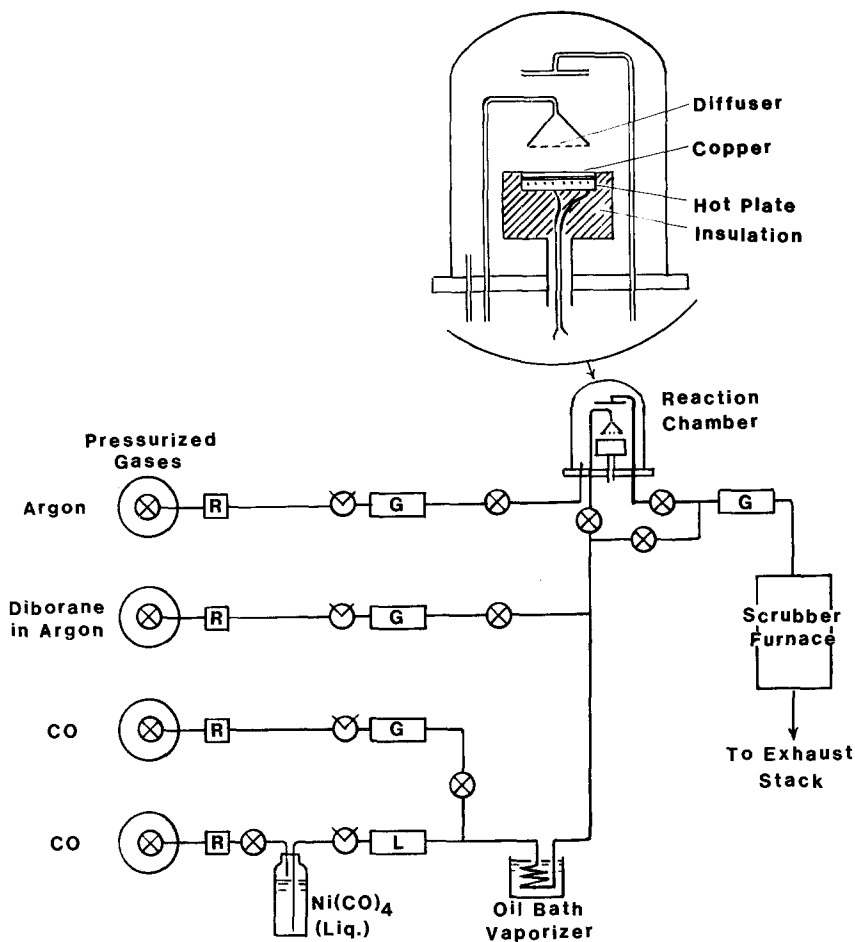 Diffuser
Copper
Hot Plate
Insulation
Reaction
Chamber
Pressurized
Gases
Argon
R
G
G
Diborane
in Argon
R
G
Scrubber
Furnace
CO
R
G
To Exhaust
Stack
CO
R
L
Ni(CO)4
(Liq.)
Oil Bath
Vaporizer